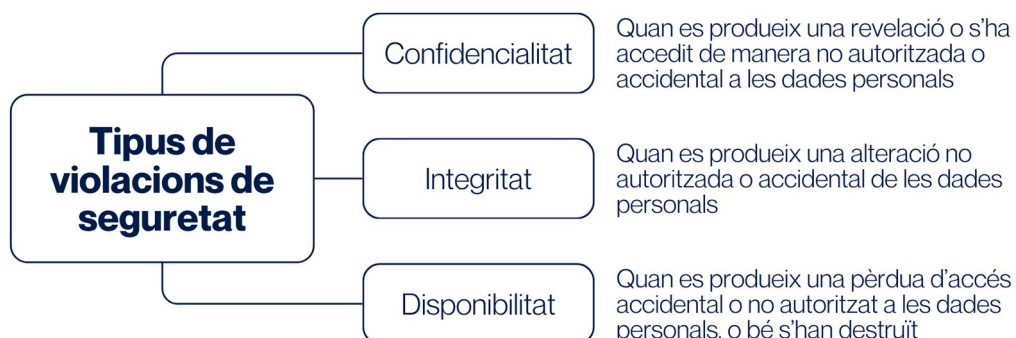 Tipus de
violacions de
seguretat
Confidencialitat
Quan es produeix una revelació o s’ha
accedit de manera no autoritzada o
accidental a les dades personals
Integritat
Quan es produeix una alteració no
autoritzada o accidental de les dades
personals
Disponibilitat
Quan es produeix una pèrdua d’accés
accidental o no autoritzat a les dades
personals, o bé s’han destruït